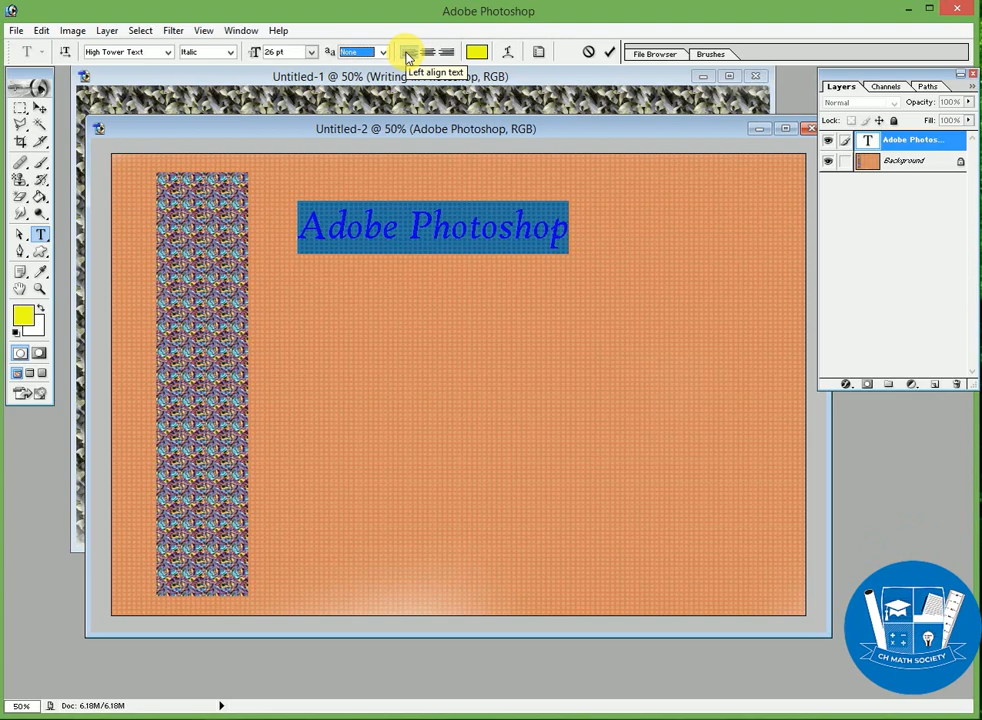 Adobe Photoshop
File Edit Image Layer Select Filter View Window Help
T High Tower Text Italic T 26 pt aa None File Browser Brushes
Left align text
Untitled-1 @ 50% (Writing in Photoshop, RGB)
Untitled-2 @ 50% (Adobe Photoshop, RGB)
Layers Channels Paths
Normal Opacity: 100%
Lock: Fill: 100%
T Adobe Photos...
Background
Adobe Photoshop
T
CH MATH SOCIETY
50% Doc: 6.18M/6.18M